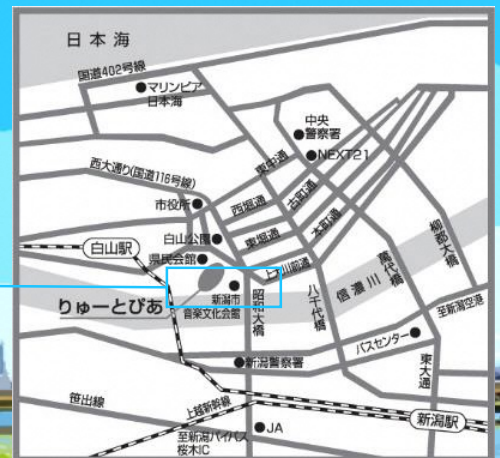 日本海
国道402号線
マリンピア
日本海
中央
警察署
NEXT21
東中通
西大通り(国道116号線)
市役所
西堀通
古町通
東堀通
本町通
白山公園
白山駅
県民会館
上大川前通
柳都大橋
萬代橋
信濃川
八千代橋
昭和大橋
りゅーとぴあ
新潟市
音楽文化会館
至新潟空港
バスセンター
東大通
新潟警察署
新潟駅
笹出線
上越新幹線
至新潟バイパス
桜木IC
JA